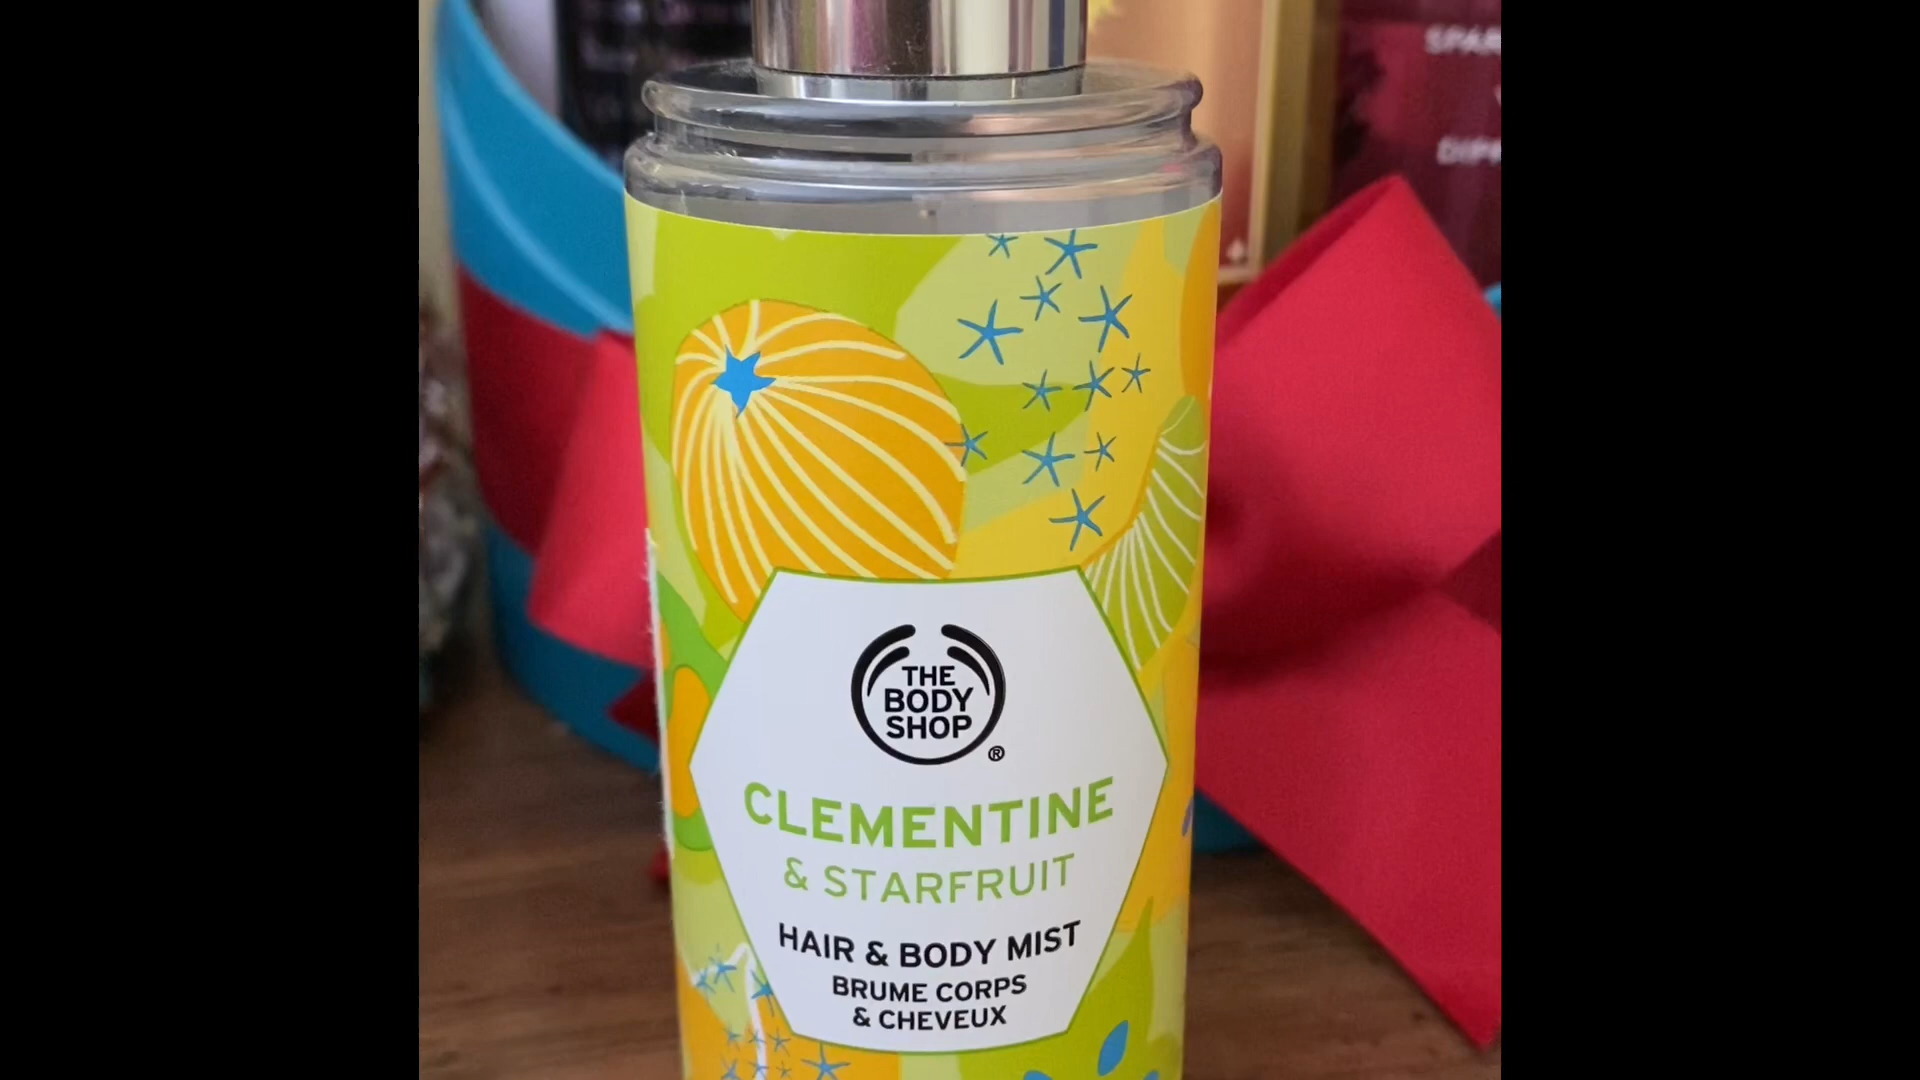 THE
BODY
SHOP
®
CLEMENTINE
& STARFRUIT
HAIR & BODY MIST
BRUME CORPS
& CHEVEUX